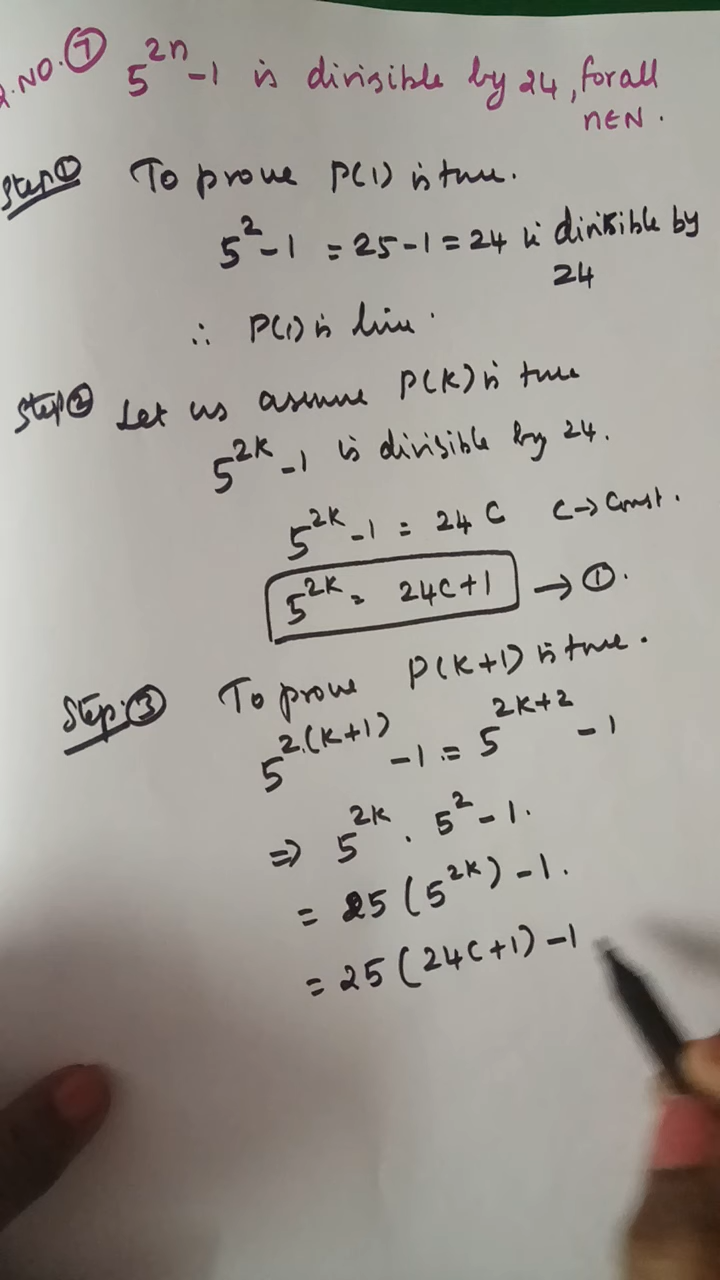 Q.NO.⑦ 5^{2n} - 1 is divisible by 24, for all
n∈N.
Step① To prove P(1) is true.
5^2 - 1 = 25 - 1 = 24 is divisible by
24
∴ P(1) is true.
Step② Let us assume P(K) is true
5^{2K} - 1 is divisible by 24.
5^{2K} - 1 = 24 C C → Const.
5^{2K} = 24C + 1 → ①.
Step:③ To prove P(K+1) is true.
5^{2.(K+1)} - 1 = 5^{2K+2} - 1
⇒ 5^{2K} . 5^2 - 1.
= 25 (5^{2K}) - 1.
= 25 (24C + 1) - 1